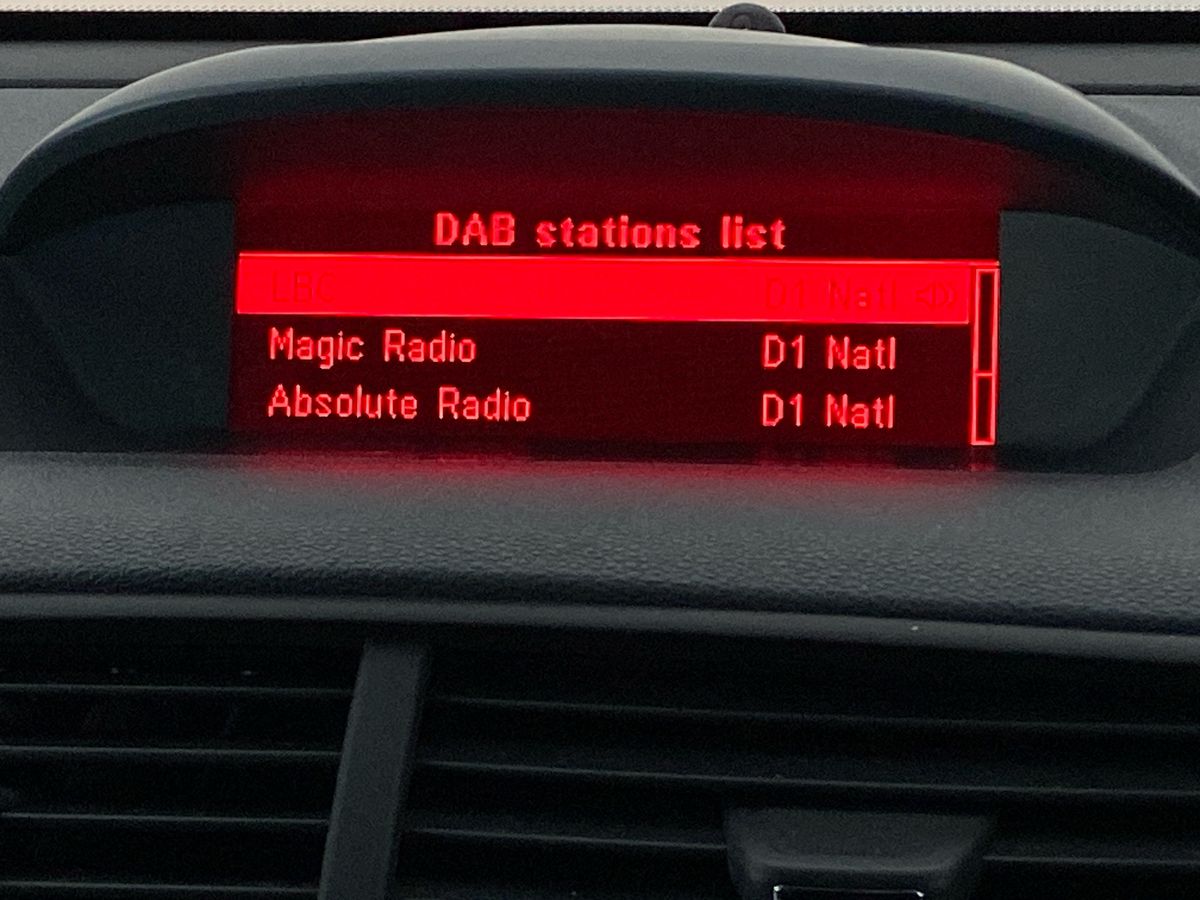 DAB stations list
LBC D1 Natl
Magic Radio D1 Natl
Absolute Radio D1 Natl